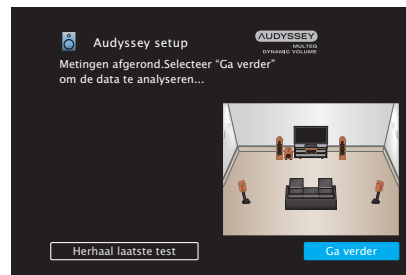 Audyssey setup
AUDYSSEY
MULTEQ
DYNAMIC VOLUME
Metingen afgerond.Selecteer “Ga verder”
om de data te analyseren...
Herhaal laatste test
Ga verder